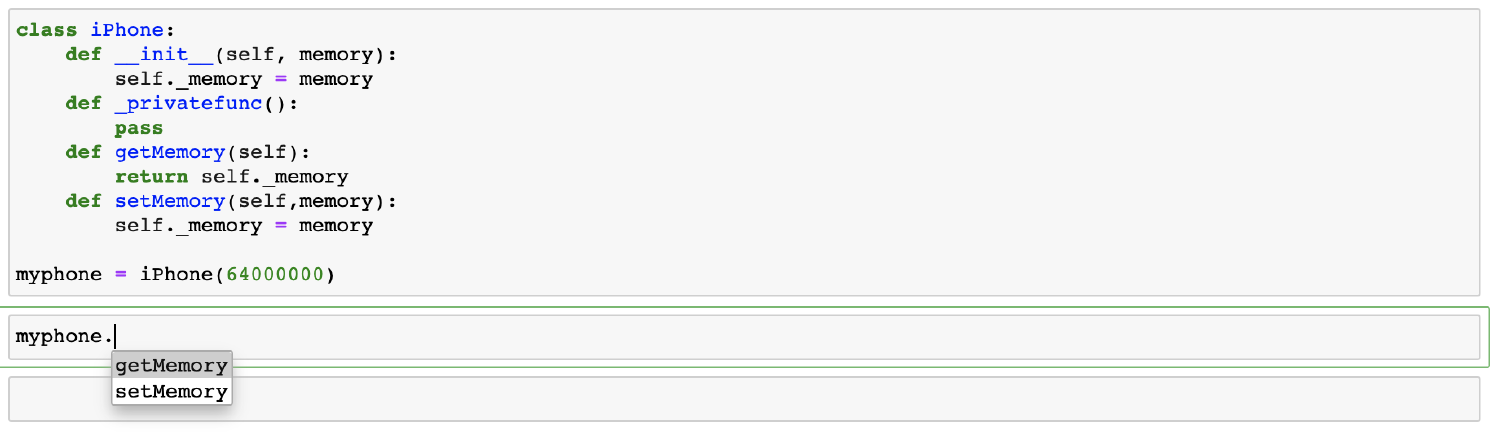 class iPhone:
    def __init__(self, memory):
        self._memory = memory
    def _privatefunc():
        pass
    def getMemory(self):
        return self._memory
    def setMemory(self,memory):
        self._memory = memory

myphone = iPhone(64000000)
myphone.
getMemory
setMemory